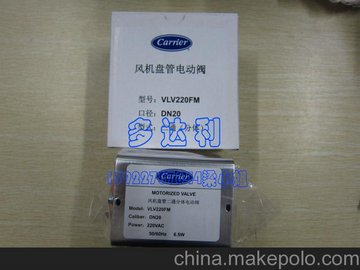 Carrier
风机盘管电动阀
型号: VLV220FM
口径: DN20
多达利
Carrier
MOTORIZED VALVE
风机盘管二通分体电动阀
Model: VLV220FM
Caliber: DN20
Power: 220VAC
50/60Hz 6.5W
china.makepolo.com